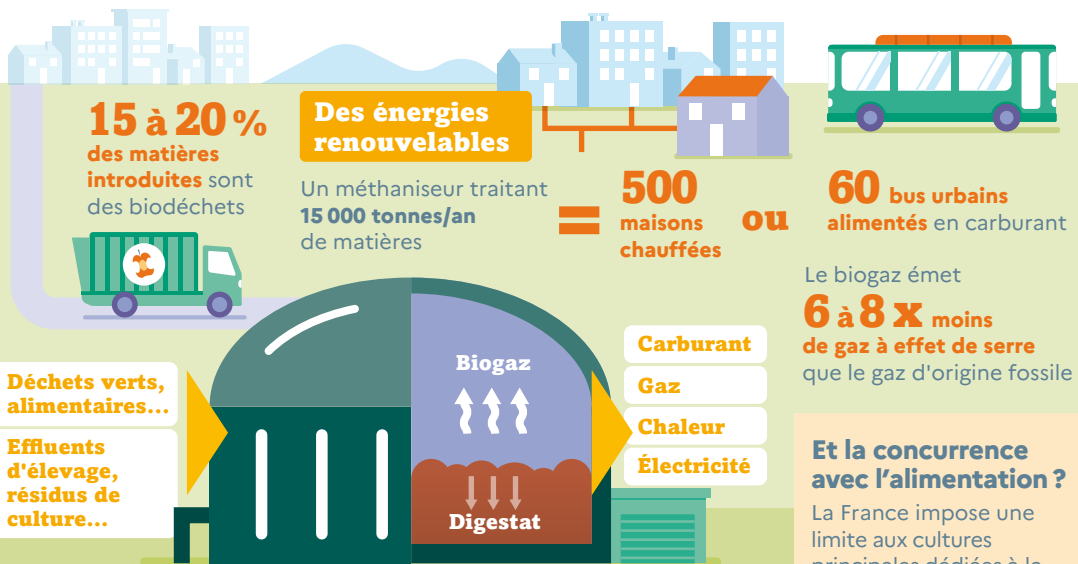 15 à 20 %
des matières
introduites sont
des biodéchets
Des énergies
renouvelables
Un méthaniseur traitant
15 000 tonnes/an
de matières
=
500
maisons
chauffées
ou
60 bus urbains
alimentés en carburant
Le biogaz émet
6 à 8 x moins
de gaz à effet de serre
que le gaz d'origine fossile
Déchets verts,
alimentaires...
Effluents
d'élevage,
résidus de
culture...
Biogaz
Digestat
Carburant
Gaz
Chaleur
Électricité
Et la concurrence
avec l'alimentation ?
La France impose une
limite aux cultures
principales dédiées à la